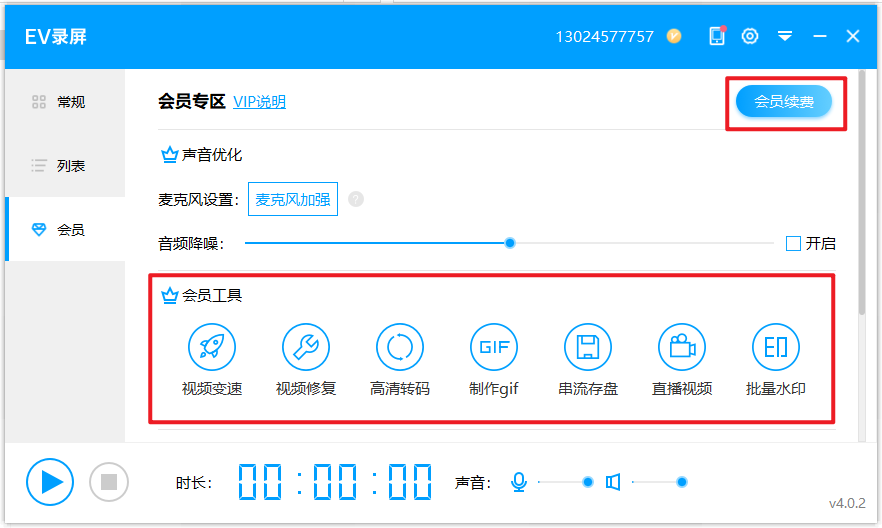 EV录屏 13024577757
常规
列表
会员
会员专区 VIP说明 会员续费
声音优化
麦克风设置： 麦克风加强 ?
音频降噪： 开启
会员工具
GIF
视频变速 视频修复 高清转码 制作gif 串流存盘 直播视频 批量水印
时长： 00:00:00 声音：
v4.0.2